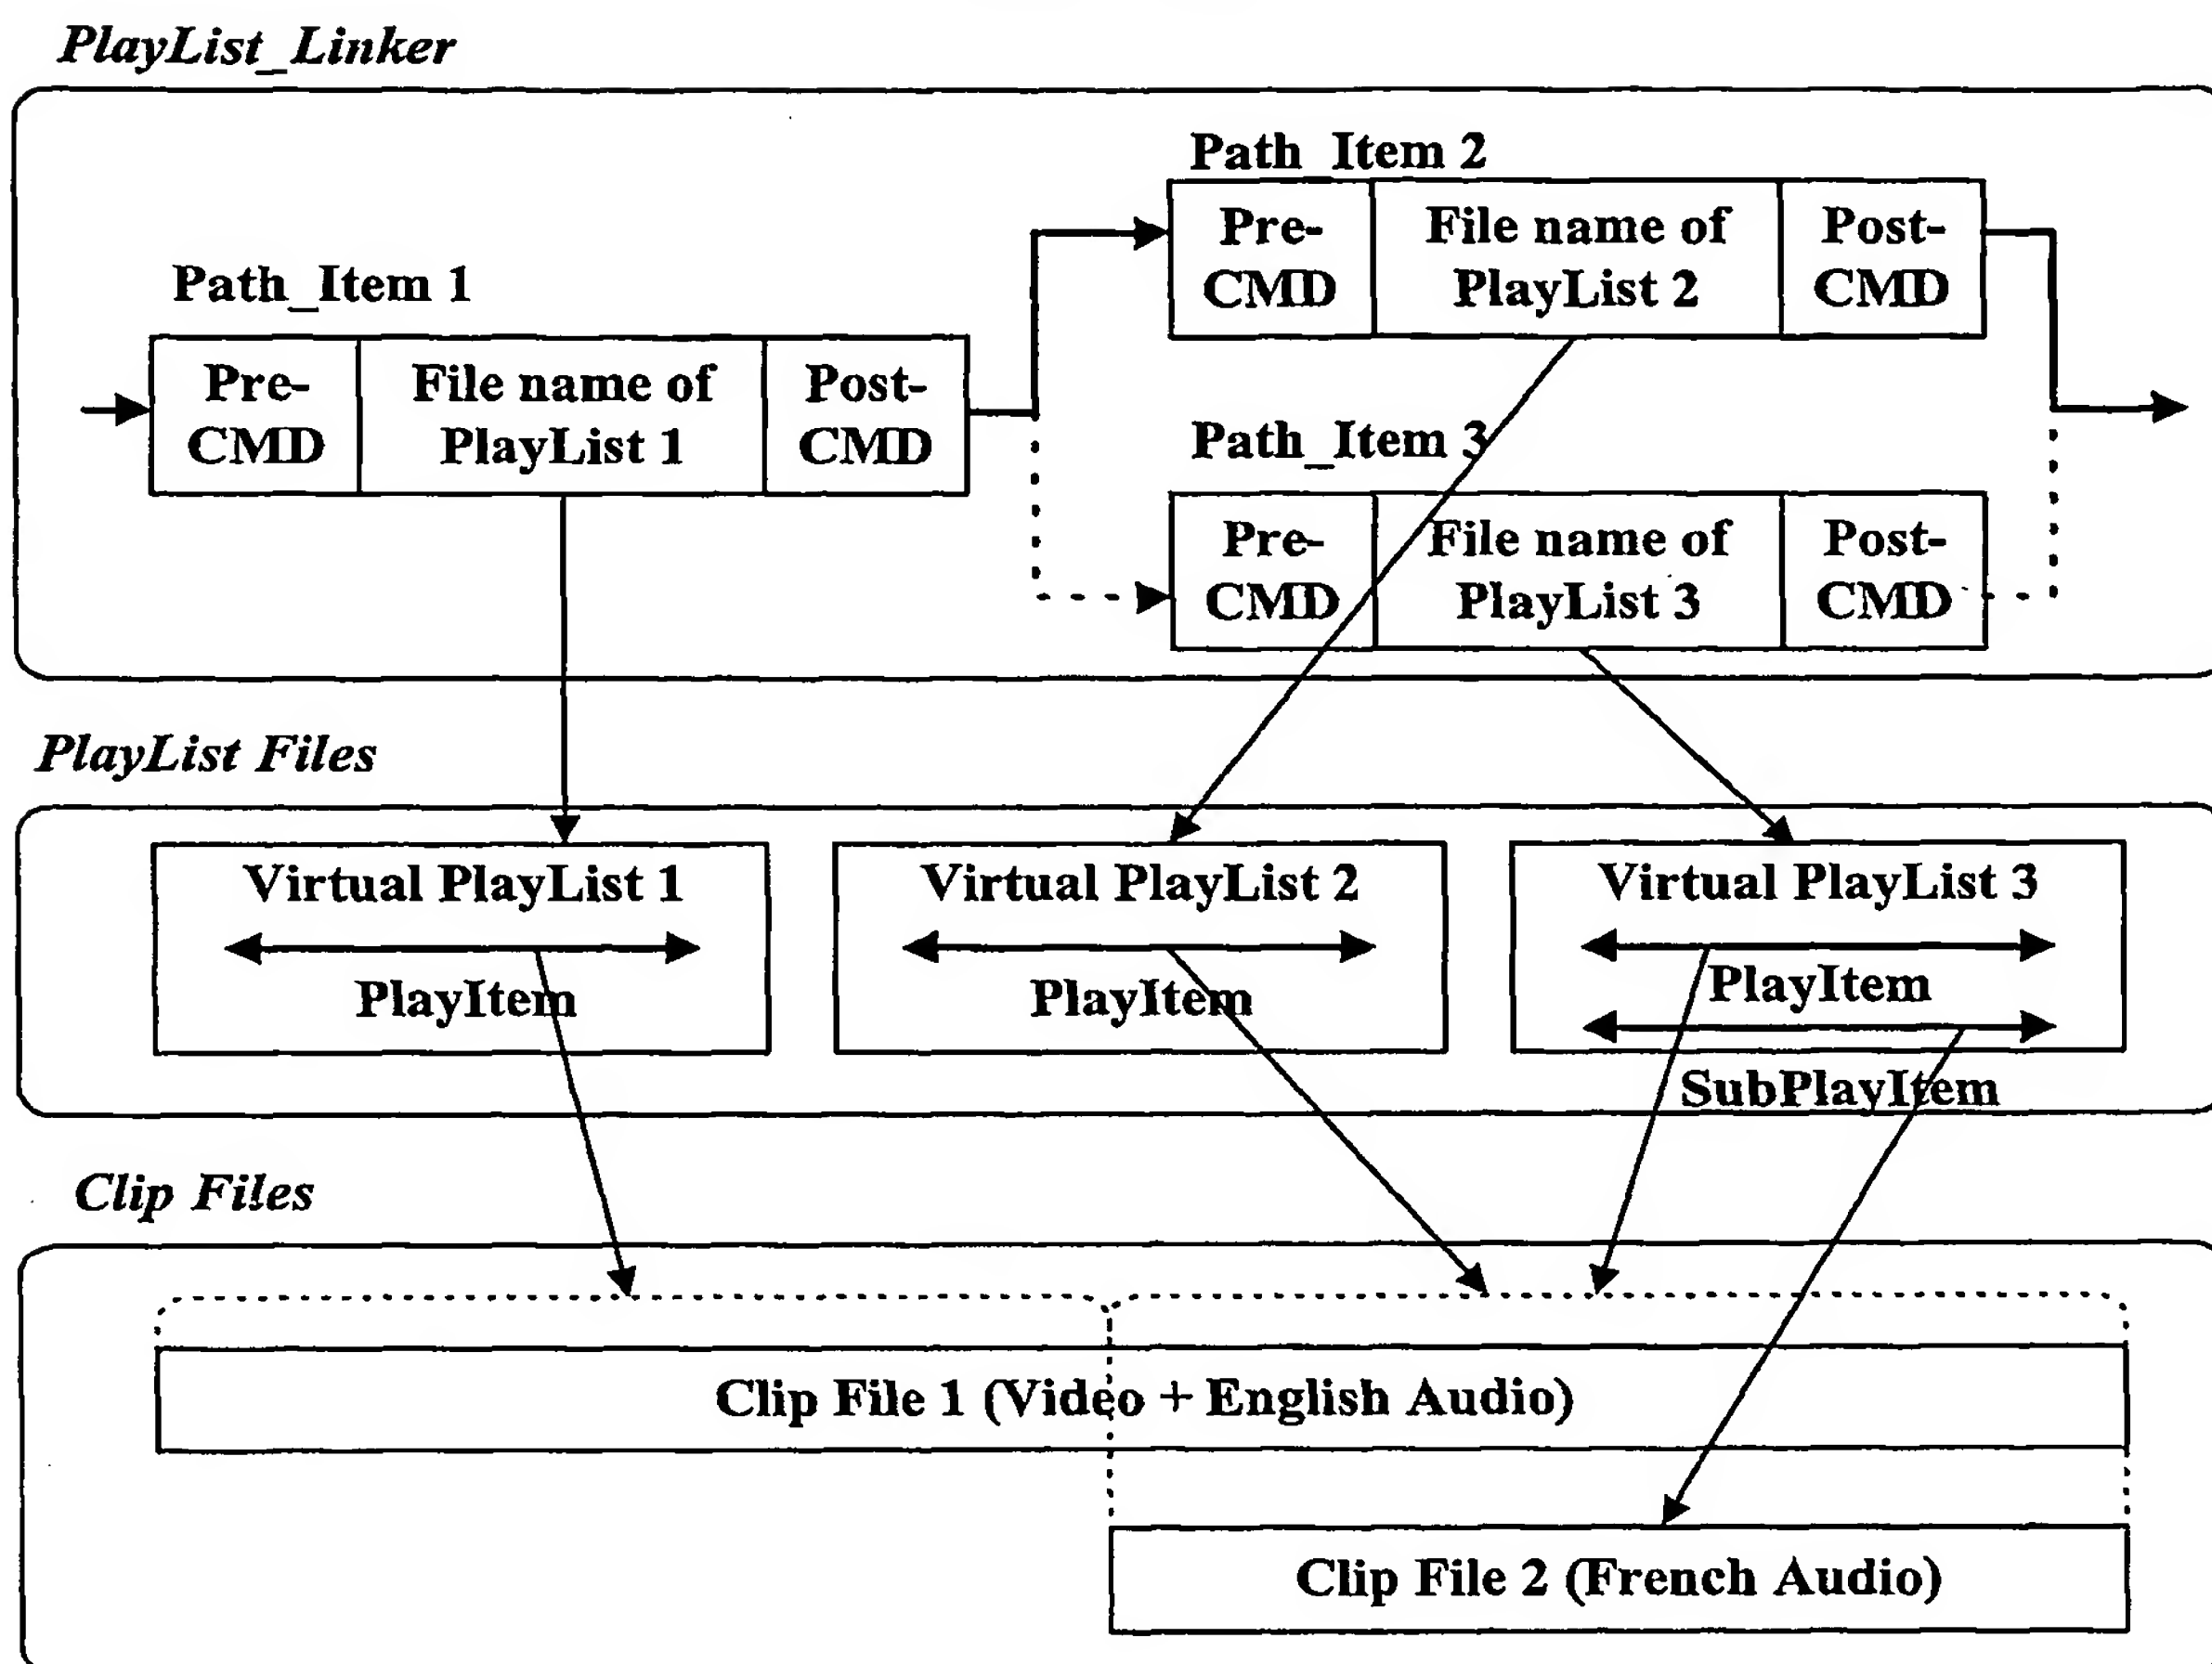 PlayList_Linker
Path_Item 2
Pre-
CMD
File name of
PlayList 2
Post-
CMD
Path_Item 1
Pre-
CMD
File name of
PlayList 1
Post-
CMD
Path_Item 3
Pre-
CMD
File name of
PlayList 3
Post-
CMD
PlayList Files
Virtual PlayList 1
PlayItem
Virtual PlayList 2
PlayItem
Virtual PlayList 3
PlayItem
SubPlayItem
Clip Files
Clip File 1 (Video + English Audio)
Clip File 2 (French Audio)